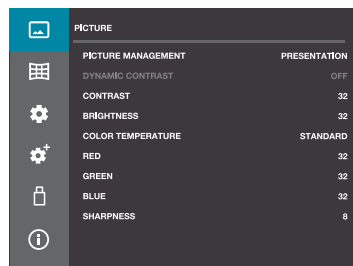 PICTURE
PICTURE MANAGEMENT PRESENTATION
DYNAMIC CONTRAST OFF
CONTRAST 32
BRIGHTNESS 32
COLOR TEMPERATURE STANDARD
RED 32
GREEN 32
BLUE 32
SHARPNESS 8